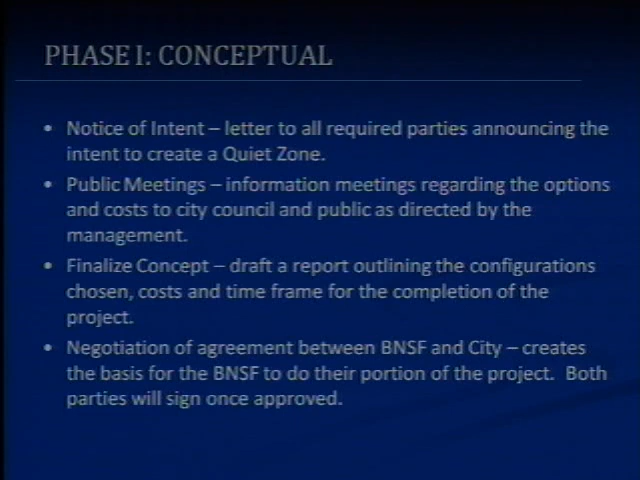 PHASE I: CONCEPTUAL
• Notice of Intent – letter to all required parties announcing the
intent to create a Quiet Zone.
• Public Meetings – information meetings regarding the options
and costs to city council and public as directed by the
management.
• Finalize Concept – draft a report outlining the configurations
chosen, costs and time frame for the completion of the
project.
• Negotiation of agreement between BNSF and City – creates
the basis for the BNSF to do their portion of the project.  Both
parties will sign once approved.